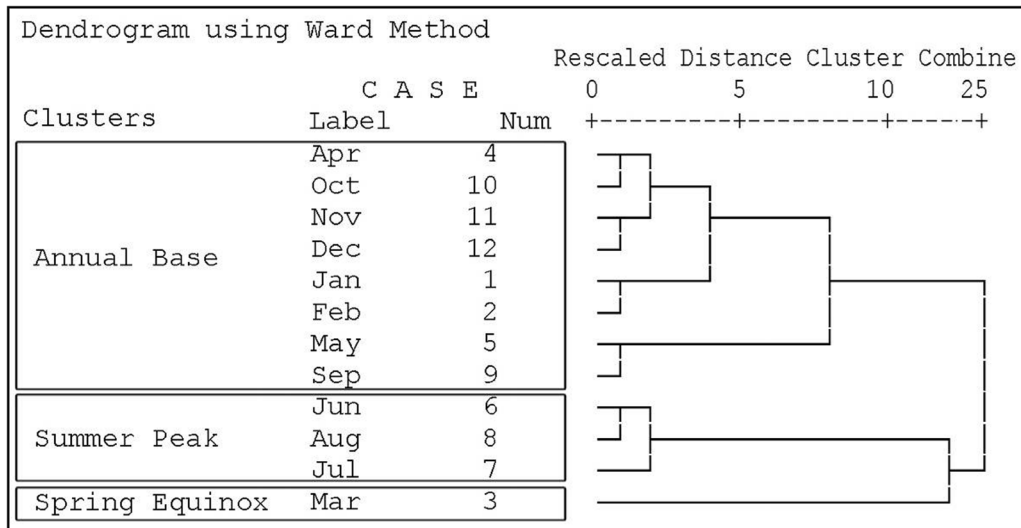 Dendrogram using Ward Method
Rescaled Distance Cluster Combine
C A S E 0 5 10 25
Clusters Label Num +------+------+------+
Apr 4
Oct 10
Nov 11
Annual Base Dec 12
Jan 1
Feb 2
May 5
Sep 9
Jun 6
Summer Peak Aug 8
Jul 7
Spring Equinox Mar 3